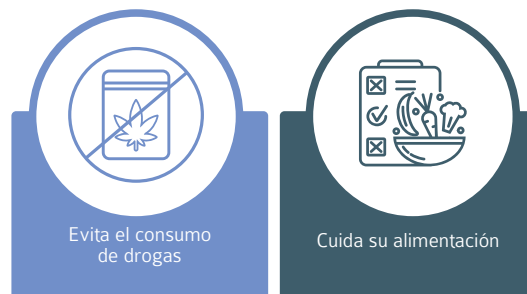 Evita el consumo
de drogas
Cuida su alimentación